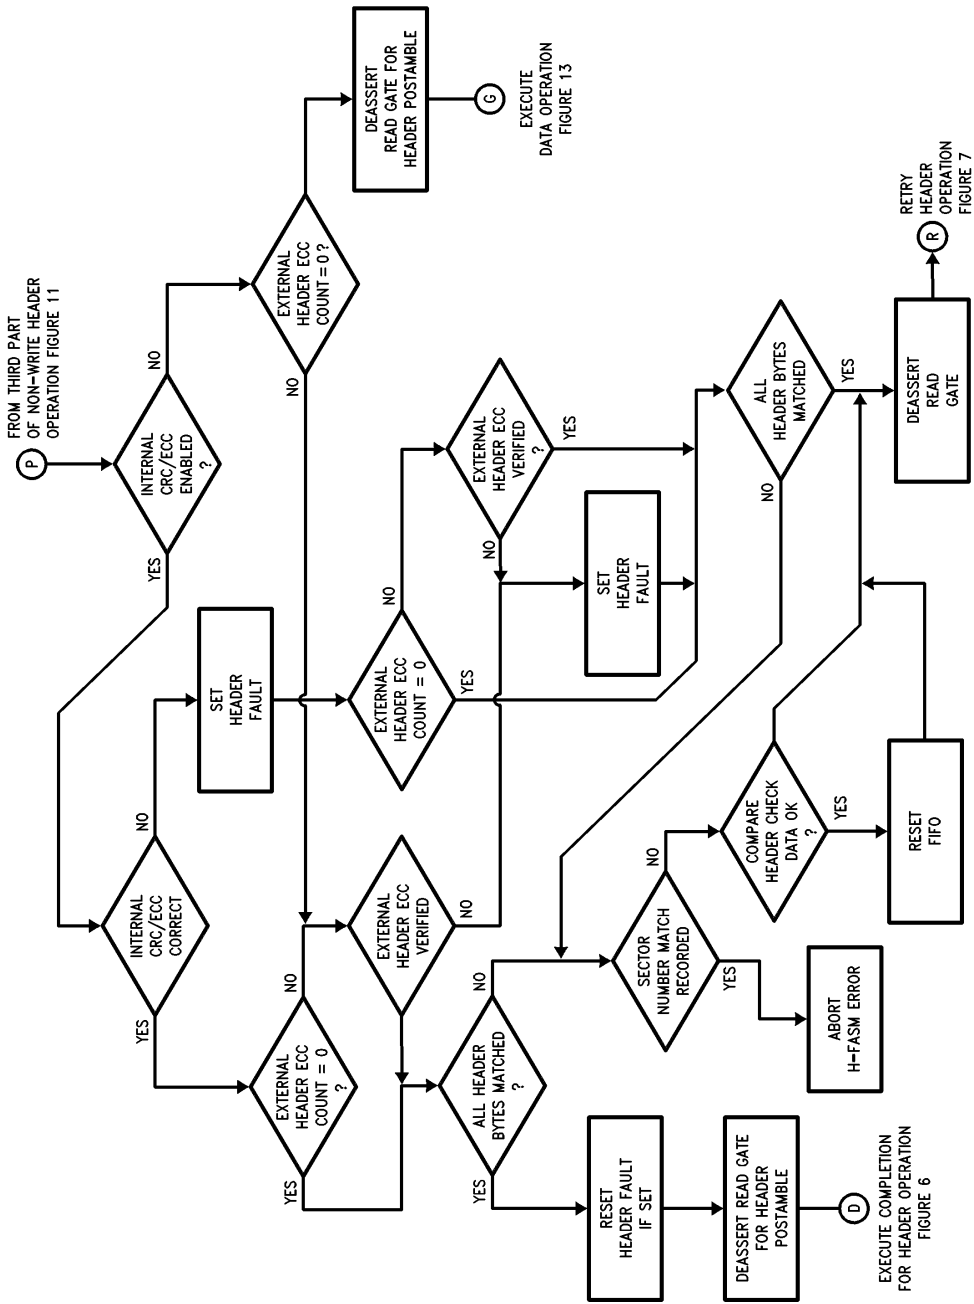 FROM THIRD PART
OF NON-WRITE HEADER
OPERATION FIGURE 11
P
INTERNAL
CRC/ECC
ENABLED
?
YES
NO
INTERNAL
CRC/ECC
CORRECT
YES
NO
SET
HEADER
FAULT
EXTERNAL
HEADER ECC
COUNT = 0?
NO
DEASSERT
READ GATE FOR
HEADER POSTAMBLE
G
EXECUTE
DATA OPERATION
FIGURE 13
EXTERNAL
HEADER ECC
COUNT = 0
?
YES
NO
EXTERNAL
HEADER ECC
VERIFIED
NO
EXTERNAL
HEADER ECC
COUNT = 0
NO
YES
EXTERNAL
HEADER ECC
VERIFIED
?
NO
YES
SET
HEADER
FAULT
ALL HEADER
BYTES MATCHED
?
YES
NO
RESET
HEADER FAULT
IF SET
DEASSERT READ GATE
FOR HEADER
POSTAMBLE
D
EXECUTE COMPLETION
FOR HEADER OPERATION
FIGURE 6
SECTOR
NUMBER MATCH
RECORDED
NO
YES
ABORT
H-FASM ERROR
COMPARE
HEADER CHECK
DATA OK
?
YES
RESET
FIFO
ALL
HEADER BYTES
MATCHED
NO
YES
DEASSERT
READ
GATE
R
RETRY
HEADER
OPERATION
FIGURE 7